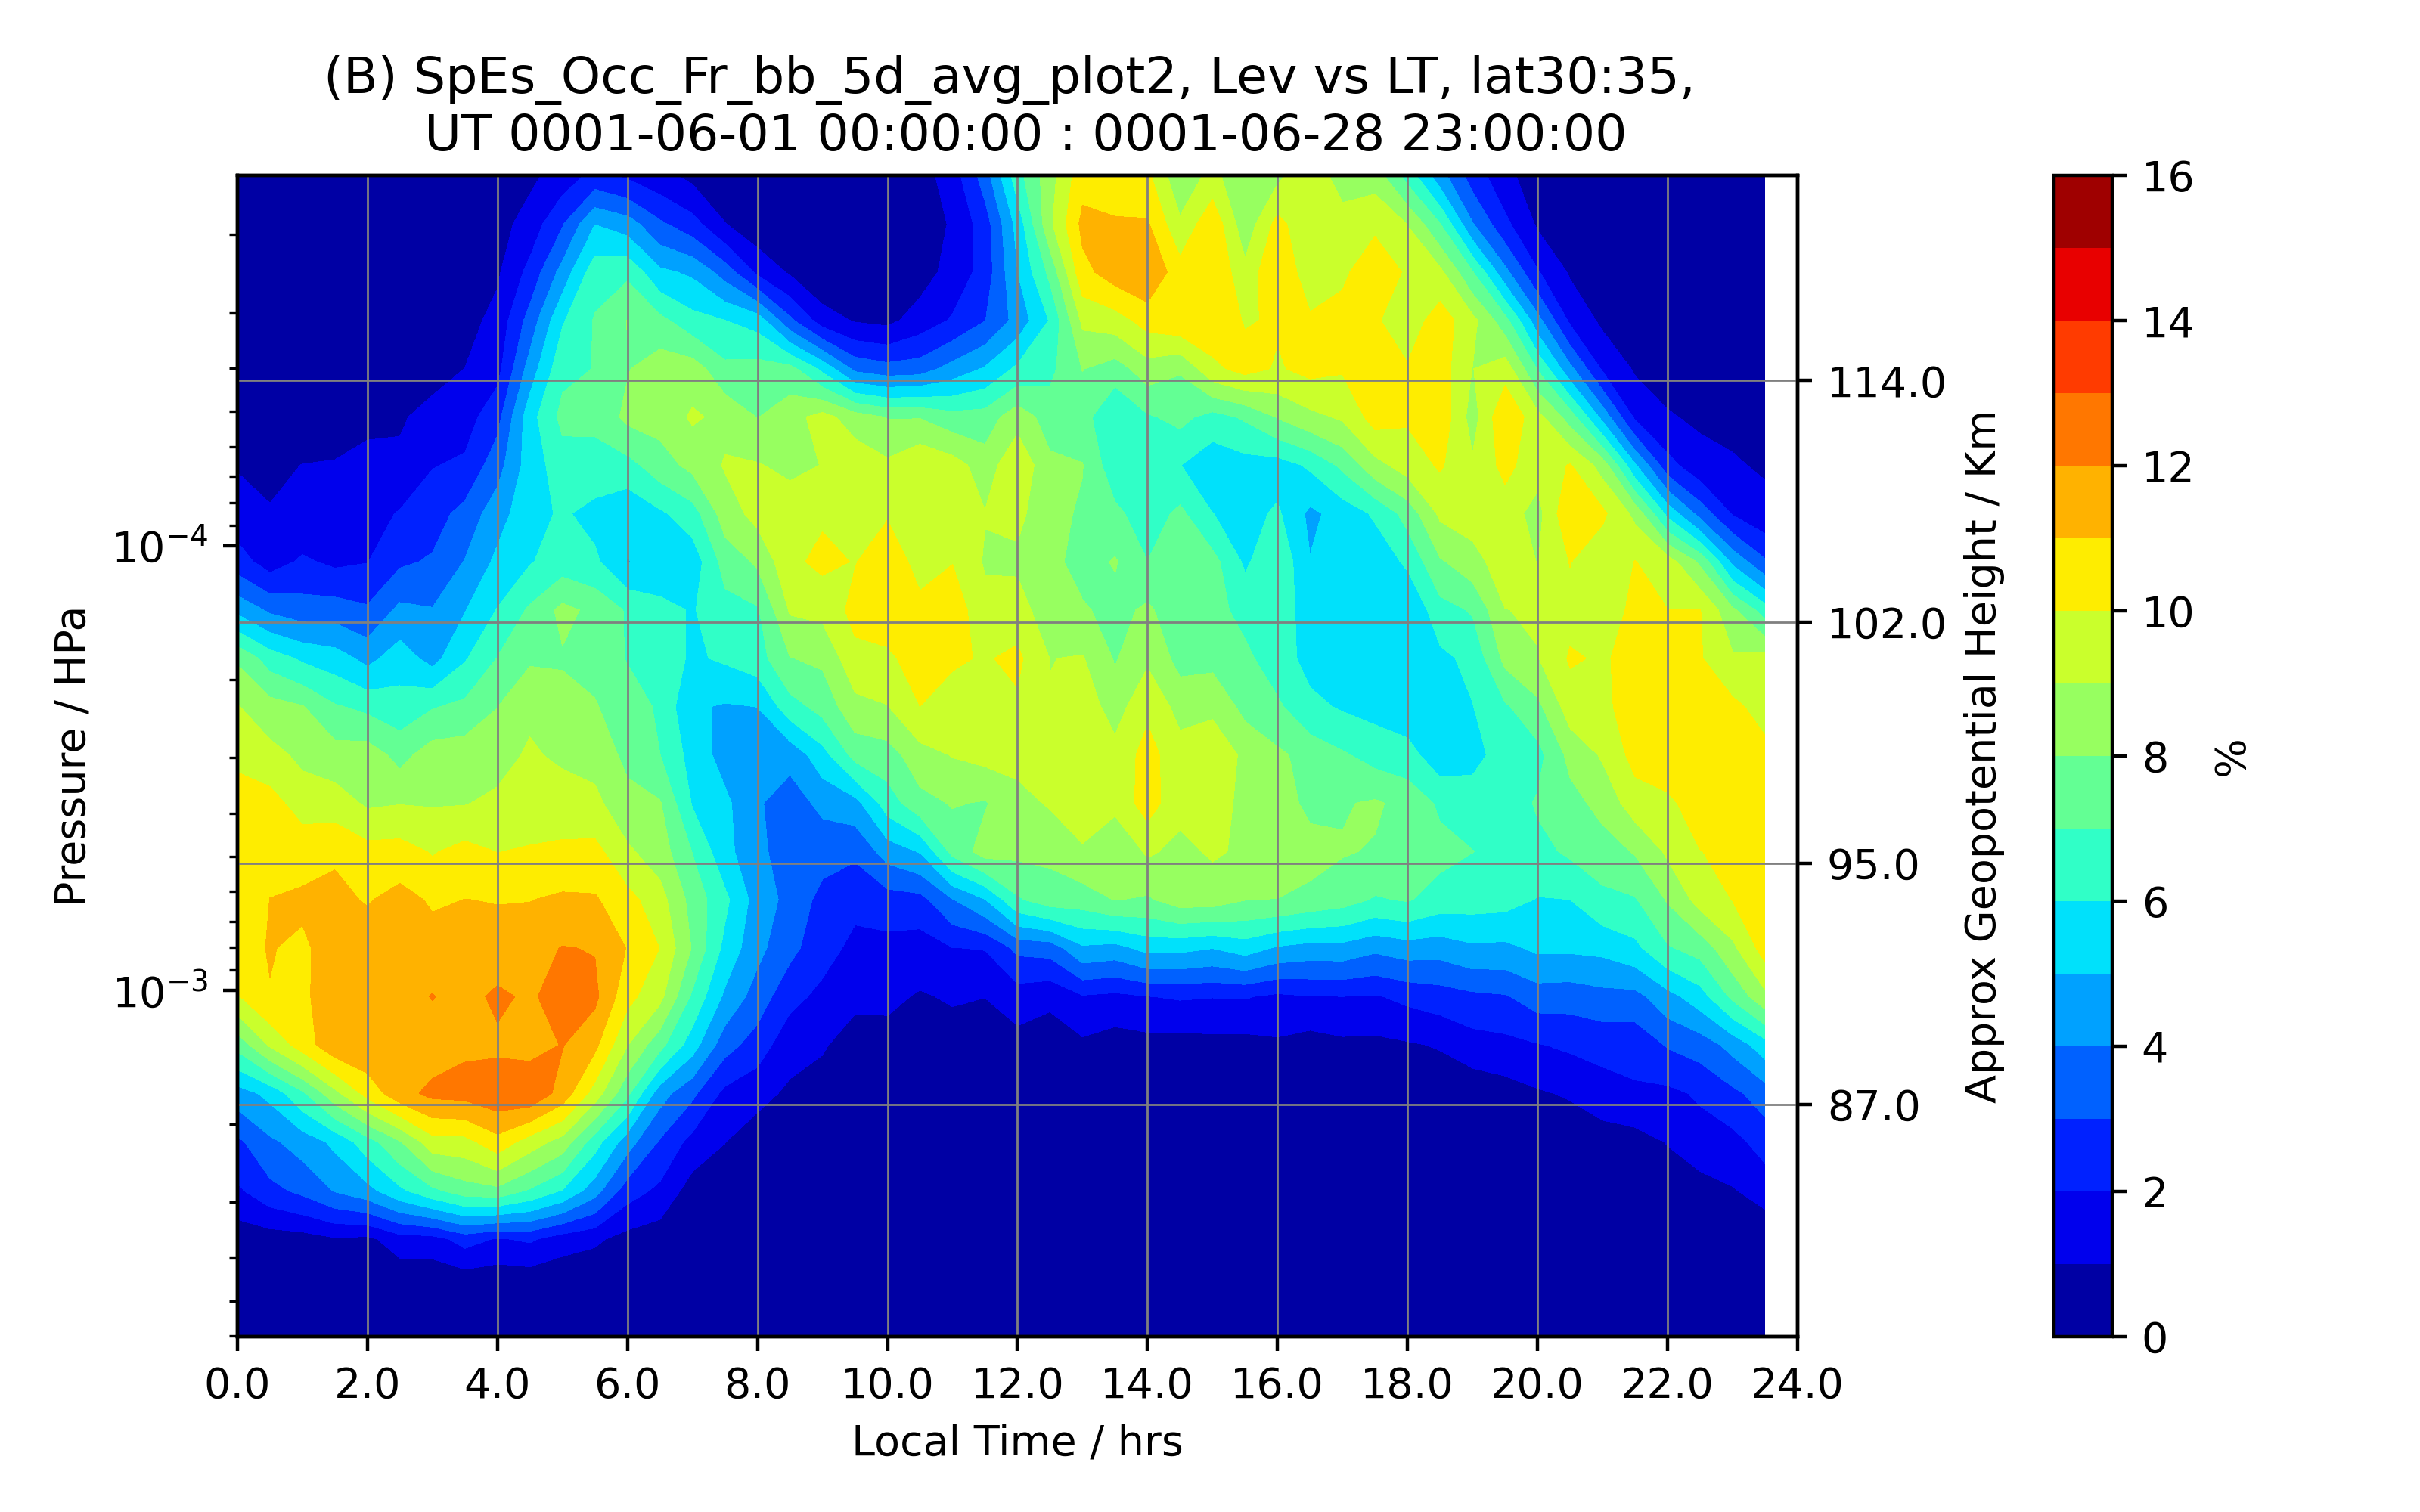 (B) SpEs_Occ_Fr_bb_5d_avg_plot2, Lev vs LT, lat30:35,
UT 0001-06-01 00:00:00 : 0001-06-28 23:00:00
Pressure / HPa
10⁻⁴
10⁻³
0.0 2.0 4.0 6.0 8.0 10.0 12.0 14.0 16.0 18.0 20.0 22.0 24.0
Local Time / hrs
114.0
102.0
95.0
87.0
Approx Geopotential Height / Km
16
14
12
10
8
6
4
2
0
%